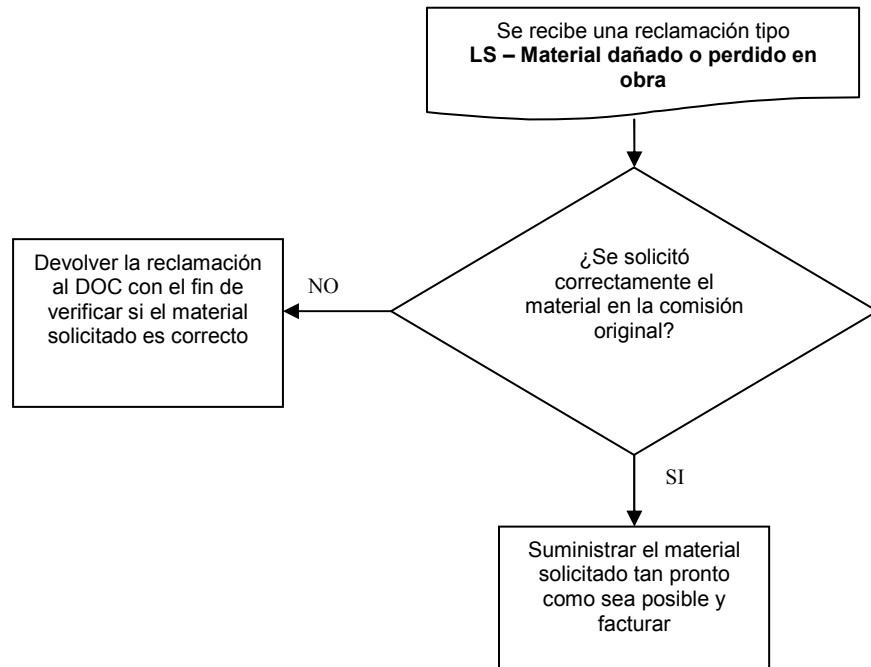 Se recibe una reclamación tipo
LS – Material dañado o perdido en
obra
¿Se solicitó
correctamente el
material en la comisión
original?
Devolver la reclamación
al DOC con el fin de
verificar si el material
solicitado es correcto
NO
SI
Suministrar el material
solicitado tan pronto
como sea posible y
facturar